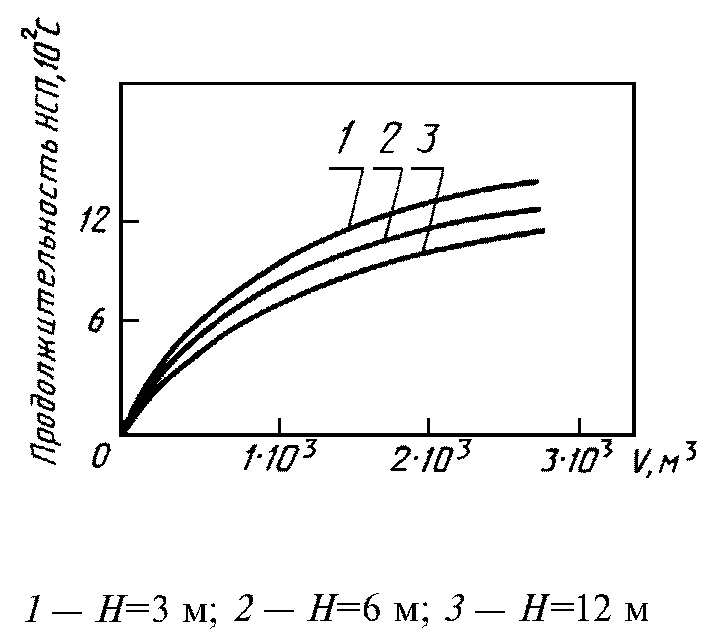 Продолжительность НСП, 10²С
1 2 3
12
6
0 1·10³ 2·10³ 3·10³ V, м³
1 — H=3 м; 2 — H=6 м; 3 — H=12 м